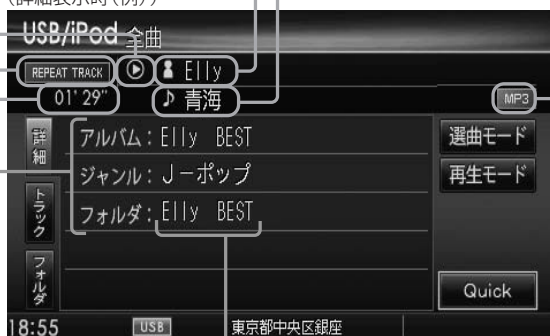 (詳細表示時(例))
USB/iPod 全曲
REPEAT TRACK Elly
01'29" ♪ 青海 MP3
詳細
アルバム:Elly BEST
ジャンル:J-ポップ
フォルダ:Elly BEST
トラック
フォルダ
選曲モード
再生モード
Quick
18:55 USB 東京都中央区銀座